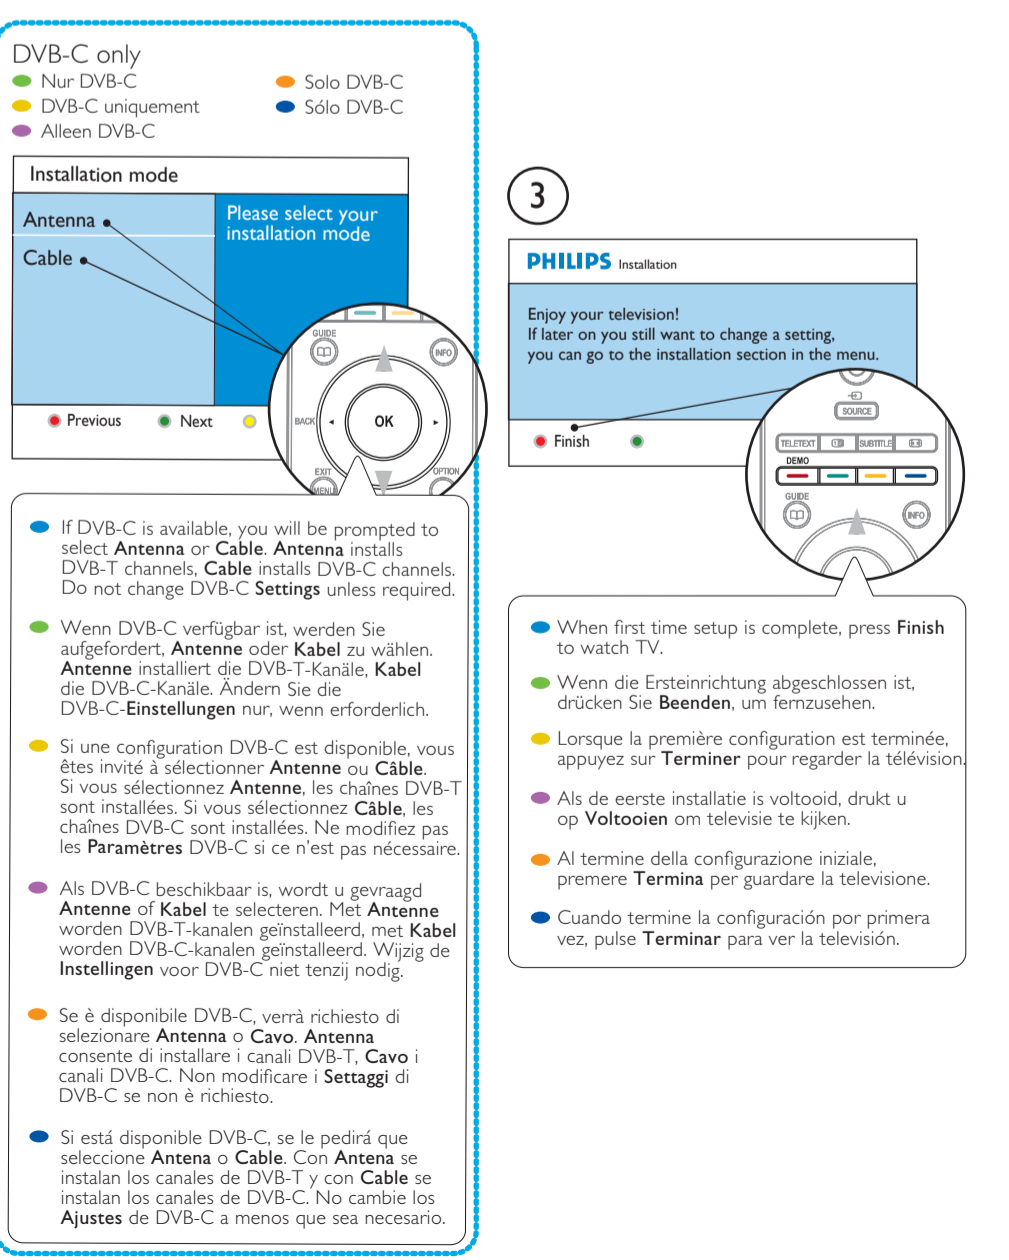 DVB-C only
Nur DVB-C
DVB-C uniquement
Alleen DVB-C
Solo DVB-C
Sólo DVB-C
Installation mode
Antenna
Cable
Please select your
installation mode
Previous
Next
GUIDE
INFO
BACK
OK
EXIT
MENU
OPTION
If DVB-C is available, you will be prompted to
select Antenna or Cable. Antenna installs
DVB-T channels, Cable installs DVB-C channels.
Do not change DVB-C Settings unless required.
Wenn DVB-C verfügbar ist, werden Sie
aufgefordert, Antenne oder Kabel zu wählen.
Antenne installiert die DVB-T-Kanäle, Kabel
die DVB-C-Kanäle. Ändern Sie die
DVB-C-Einstellungen nur, wenn erforderlich.
Si une configuration DVB-C est disponible, vous
êtes invité à sélectionner Antenne ou Câble.
Si vous sélectionnez Antenne, les chaînes DVB-T
sont installées. Si vous sélectionnez Câble, les
chaînes DVB-C sont installées. Ne modifiez pas
les Paramètres DVB-C si ce n'est pas nécessaire.
Als DVB-C beschikbaar is, wordt u gevraagd
Antenne of Kabel te selecteren. Met Antenne
worden DVB-T-kanalen geïnstalleerd, met Kabel
worden DVB-C-kanalen geïnstalleerd. Wijzig de
Instellingen voor DVB-C niet tenzij nodig.
Se è disponibile DVB-C, verrà richiesto di
selezionare Antenna o Cavo. Antenna
consente di installare i canali DVB-T, Cavo i
canali DVB-C. Non modificare i Settaggi di
DVB-C se non è richiesto.
Si está disponible DVB-C, se le pedirá que
seleccione Antena o Cable. Con Antena se
instalan los canales de DVB-T y con Cable se
instalan los canales de DVB-C. No cambie los
Ajustes de DVB-C a menos que sea necesario.
3
PHILIPS Installation
Enjoy your television!
If later on you still want to change a setting,
you can go to the installation section in the menu.
Finish
SOURCE
TELETEXT
SUBTITLE
DEMO
GUIDE
INFO
When first time setup is complete, press Finish
to watch TV.
Wenn die Ersteinrichtung abgeschlossen ist,
drücken Sie Beenden, um fernzusehen.
Lorsque la première configuration est terminée,
appuyez sur Terminer pour regarder la télévision.
Als de eerste installatie is voltooid, drukt u
op Voltooien om televisie te kijken.
Al termine della configurazione iniziale,
premere Termina per guardare la televisione.
Cuando termine la configuración por primera
vez, pulse Terminar para ver la televisión.